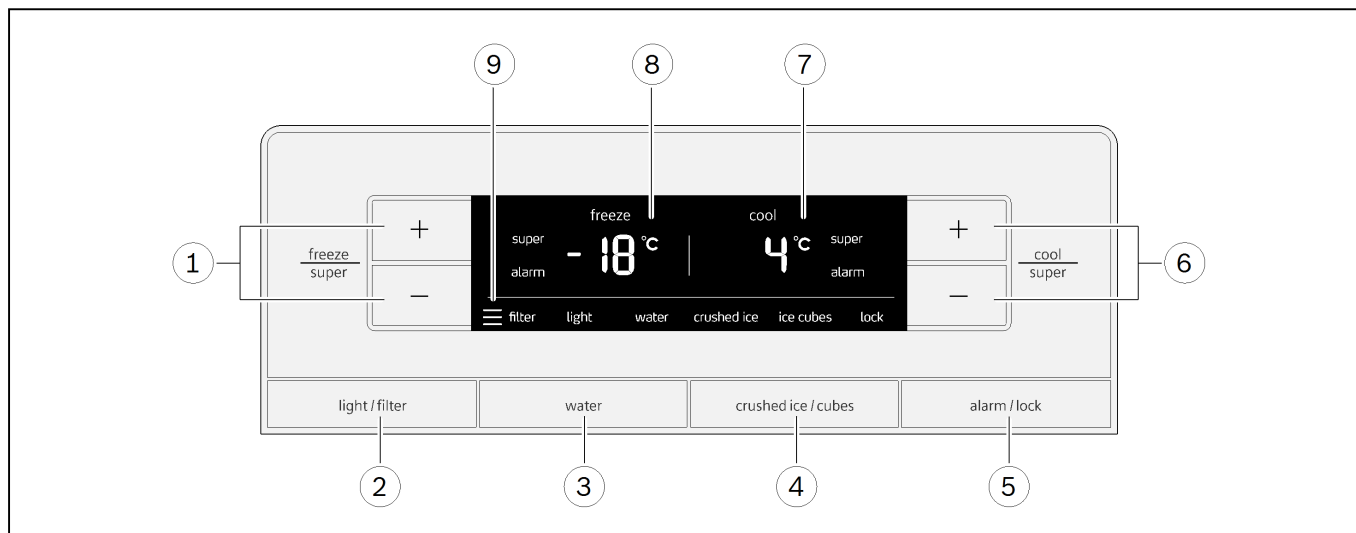 9 8 7
freeze cool
+ super -18 °C 4 °C super +
1 freeze cool 6
super super
− alarm alarm −
filter light water crushed ice ice cubes lock
light / filter water crushed ice / cubes alarm / lock
2 3 4 5